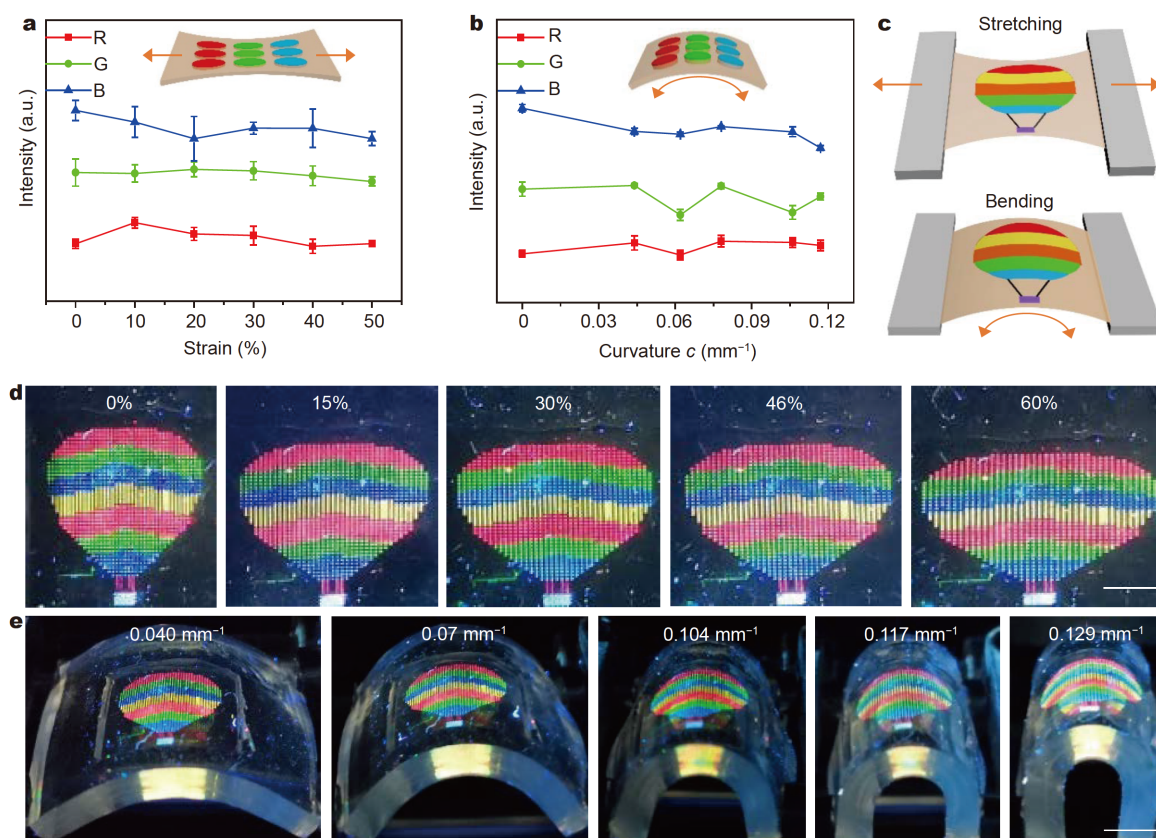 a
R
G
B
Intensity (a.u.)
0 10 20 30 40 50
Strain (%)
b
R
G
B
Intensity (a.u.)
0 0.03 0.06 0.09 0.12
Curvature c (mm⁻¹)
c
Stretching
Bending
d
0% 15% 30% 46% 60%
e
0.040 mm⁻¹ 0.07 mm⁻¹ 0.104 mm⁻¹ 0.117 mm⁻¹ 0.129 mm⁻¹